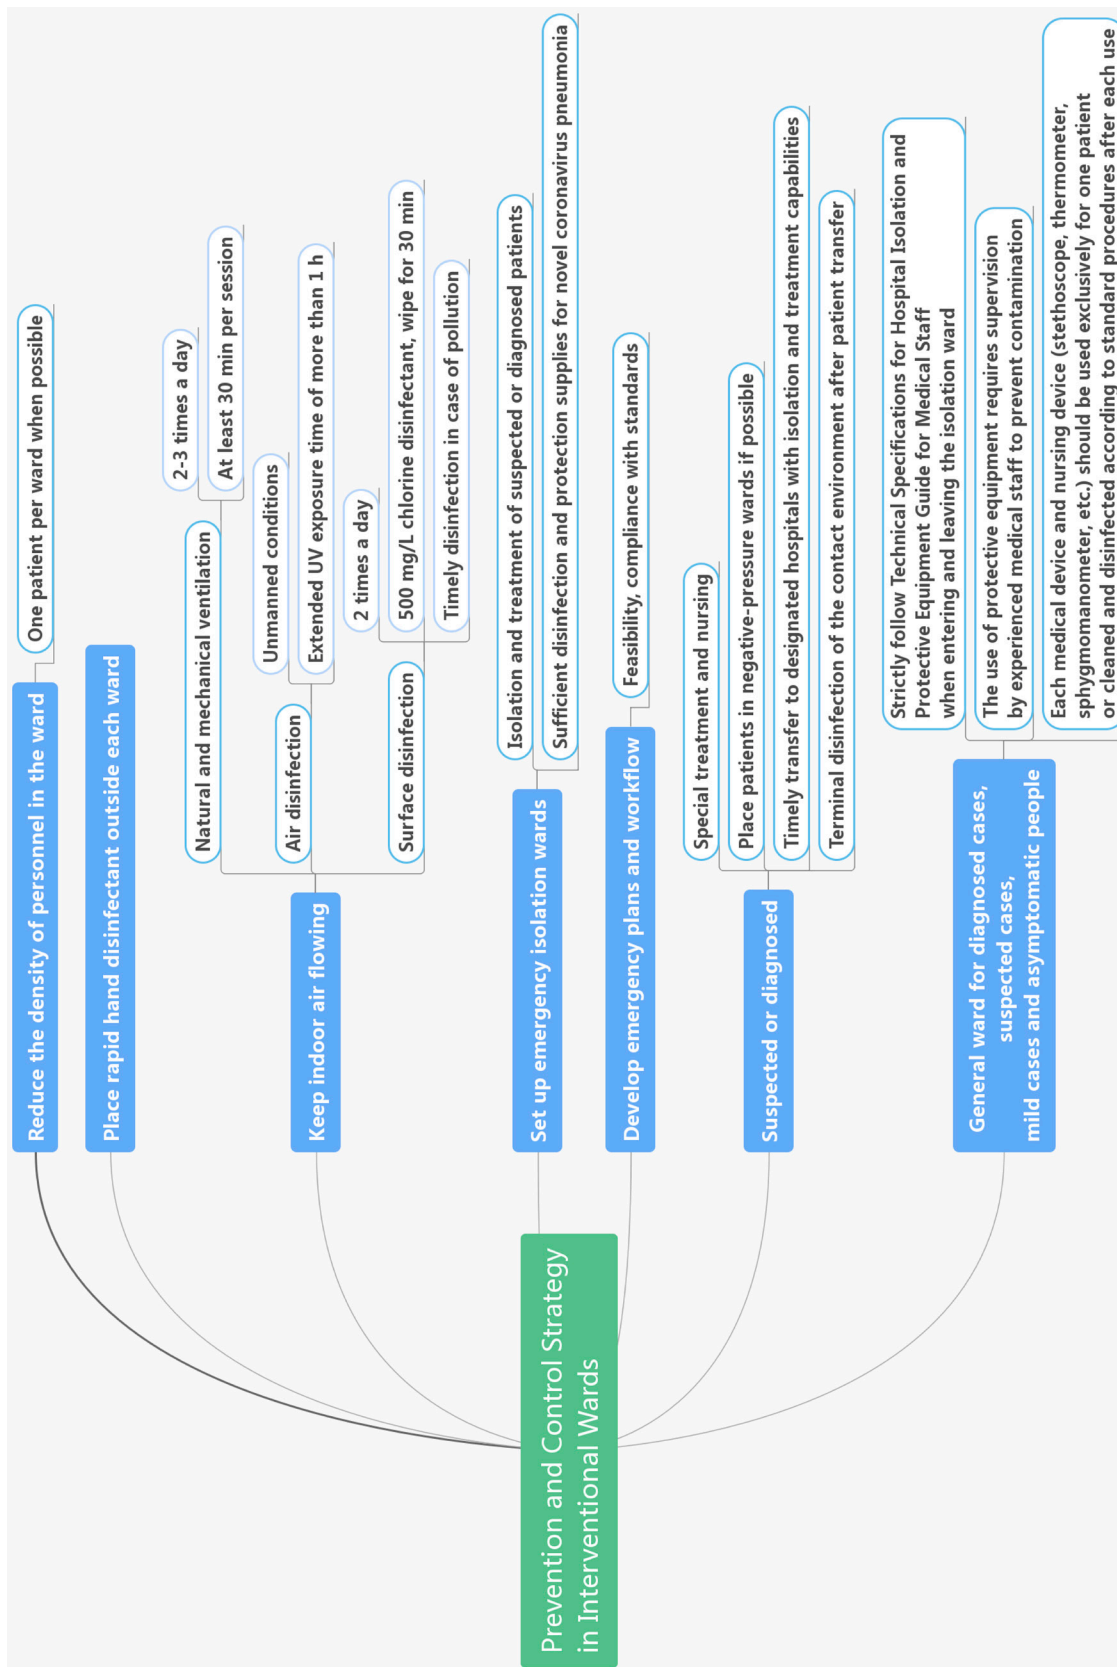 Prevention and Control Strategy
in Interventional Wards
Reduce the density of personnel in the ward
One patient per ward when possible
Place rapid hand disinfectant outside each ward
Keep indoor air flowing
Natural and mechanical ventilation
2-3 times a day
At least 30 min per session
Air disinfection
Unmanned conditions
Extended UV exposure time of more than 1 h
Surface disinfection
2 times a day
500 mg/L chlorine disinfectant, wipe for 30 min
Timely disinfection in case of pollution
Set up emergency isolation wards
Isolation and treatment of suspected or diagnosed patients
Sufficient disinfection and protection supplies for novel coronavirus pneumonia
Develop emergency plans and workflow
Feasibility, compliance with standards
Suspected or diagnosed
Special treatment and nursing
Place patients in negative-pressure wards if possible
Timely transfer to designated hospitals with isolation and treatment capabilities
Terminal disinfection of the contact environment after patient transfer
General ward for diagnosed cases,
suspected cases,
mild cases and asymptomatic people
Strictly follow Technical Specifications for Hospital Isolation and
Protective Equipment Guide for Medical Staff
when entering and leaving the isolation ward
The use of protective equipment requires supervision
by experienced medical staff to prevent contamination
Each medical device and nursing device (stethoscope, thermometer,
sphygmomanometer, etc.) should be used exclusively for one patient
or cleaned and disinfected according to standard procedures after each use